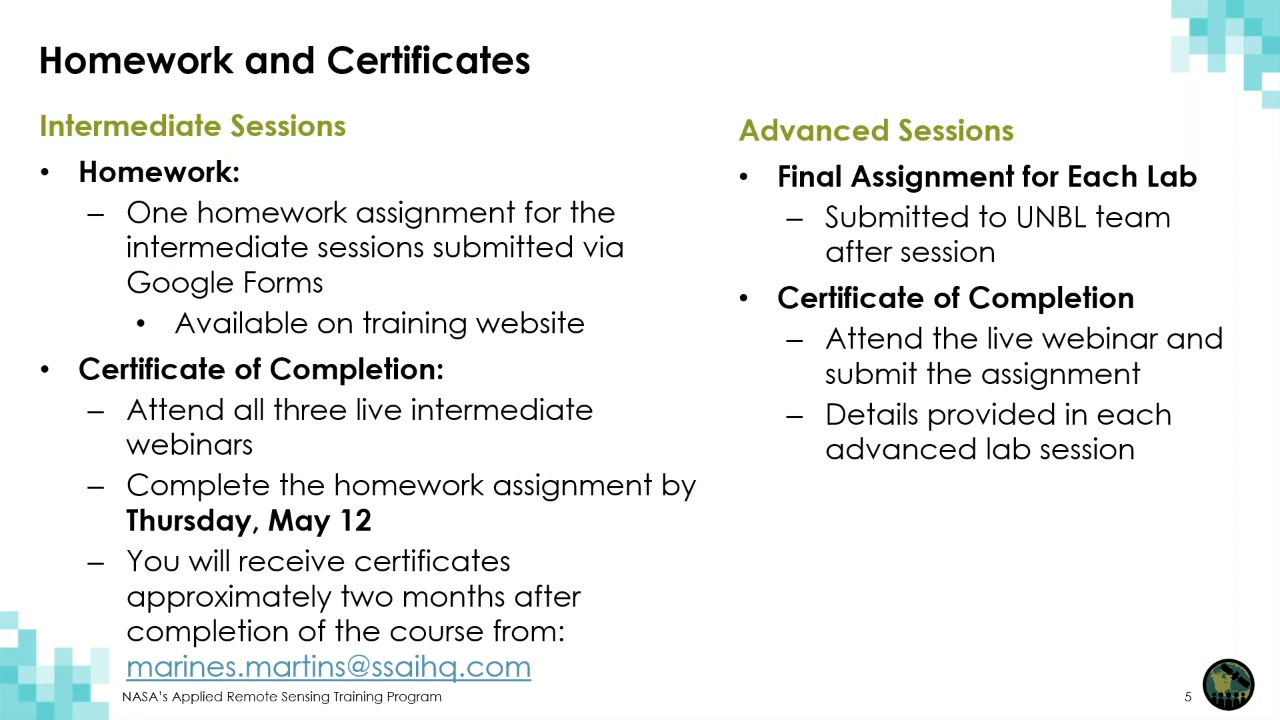 Homework and Certificates
Intermediate Sessions
• Homework:
– One homework assignment for the
intermediate sessions submitted via
Google Forms
• Available on training website
• Certificate of Completion:
– Attend all three live intermediate
webinars
– Complete the homework assignment by
Thursday, May 12
– You will receive certificates
approximately two months after
completion of the course from:
marines.martins@ssaihq.com
Advanced Sessions
• Final Assignment for Each Lab
– Submitted to UNBL team
after session
• Certificate of Completion
– Attend the live webinar and
submit the assignment
– Details provided in each
advanced lab session
NASA's Applied Remote Sensing Training Program
5